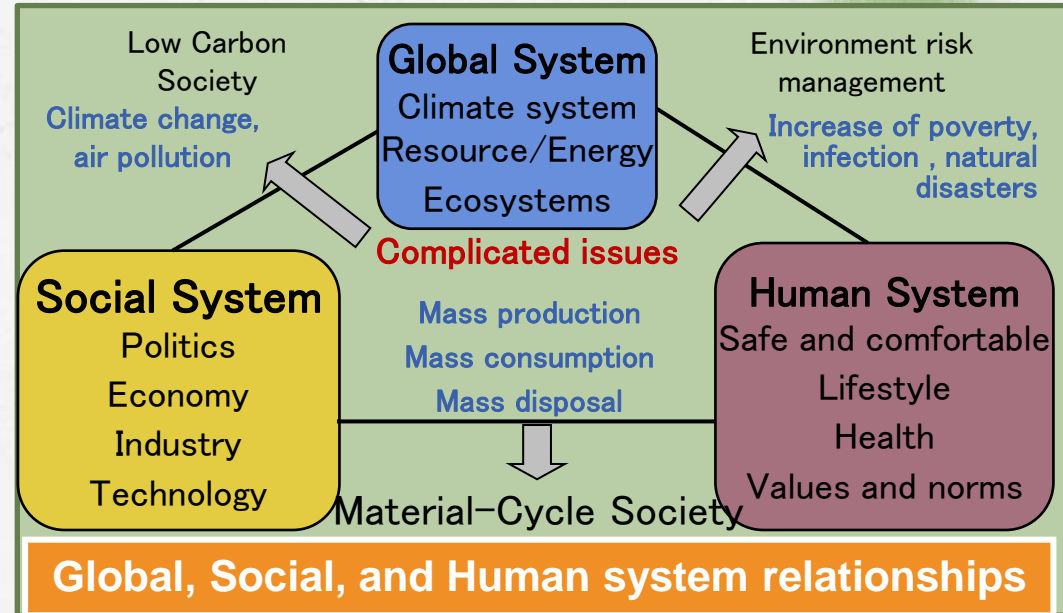 Low Carbon
Society
Climate change,
air pollution
Global System
Climate system
Resource/Energy
Ecosystems
Environment risk
management
Increase of poverty,
infection , natural
disasters
Complicated issues
Social System
Politics
Economy
Industry
Technology
Mass production
Mass consumption
Mass disposal
Human System
Safe and comfortable
Lifestyle
Health
Values and norms
Material-Cycle Society
Global, Social, and Human system relationships